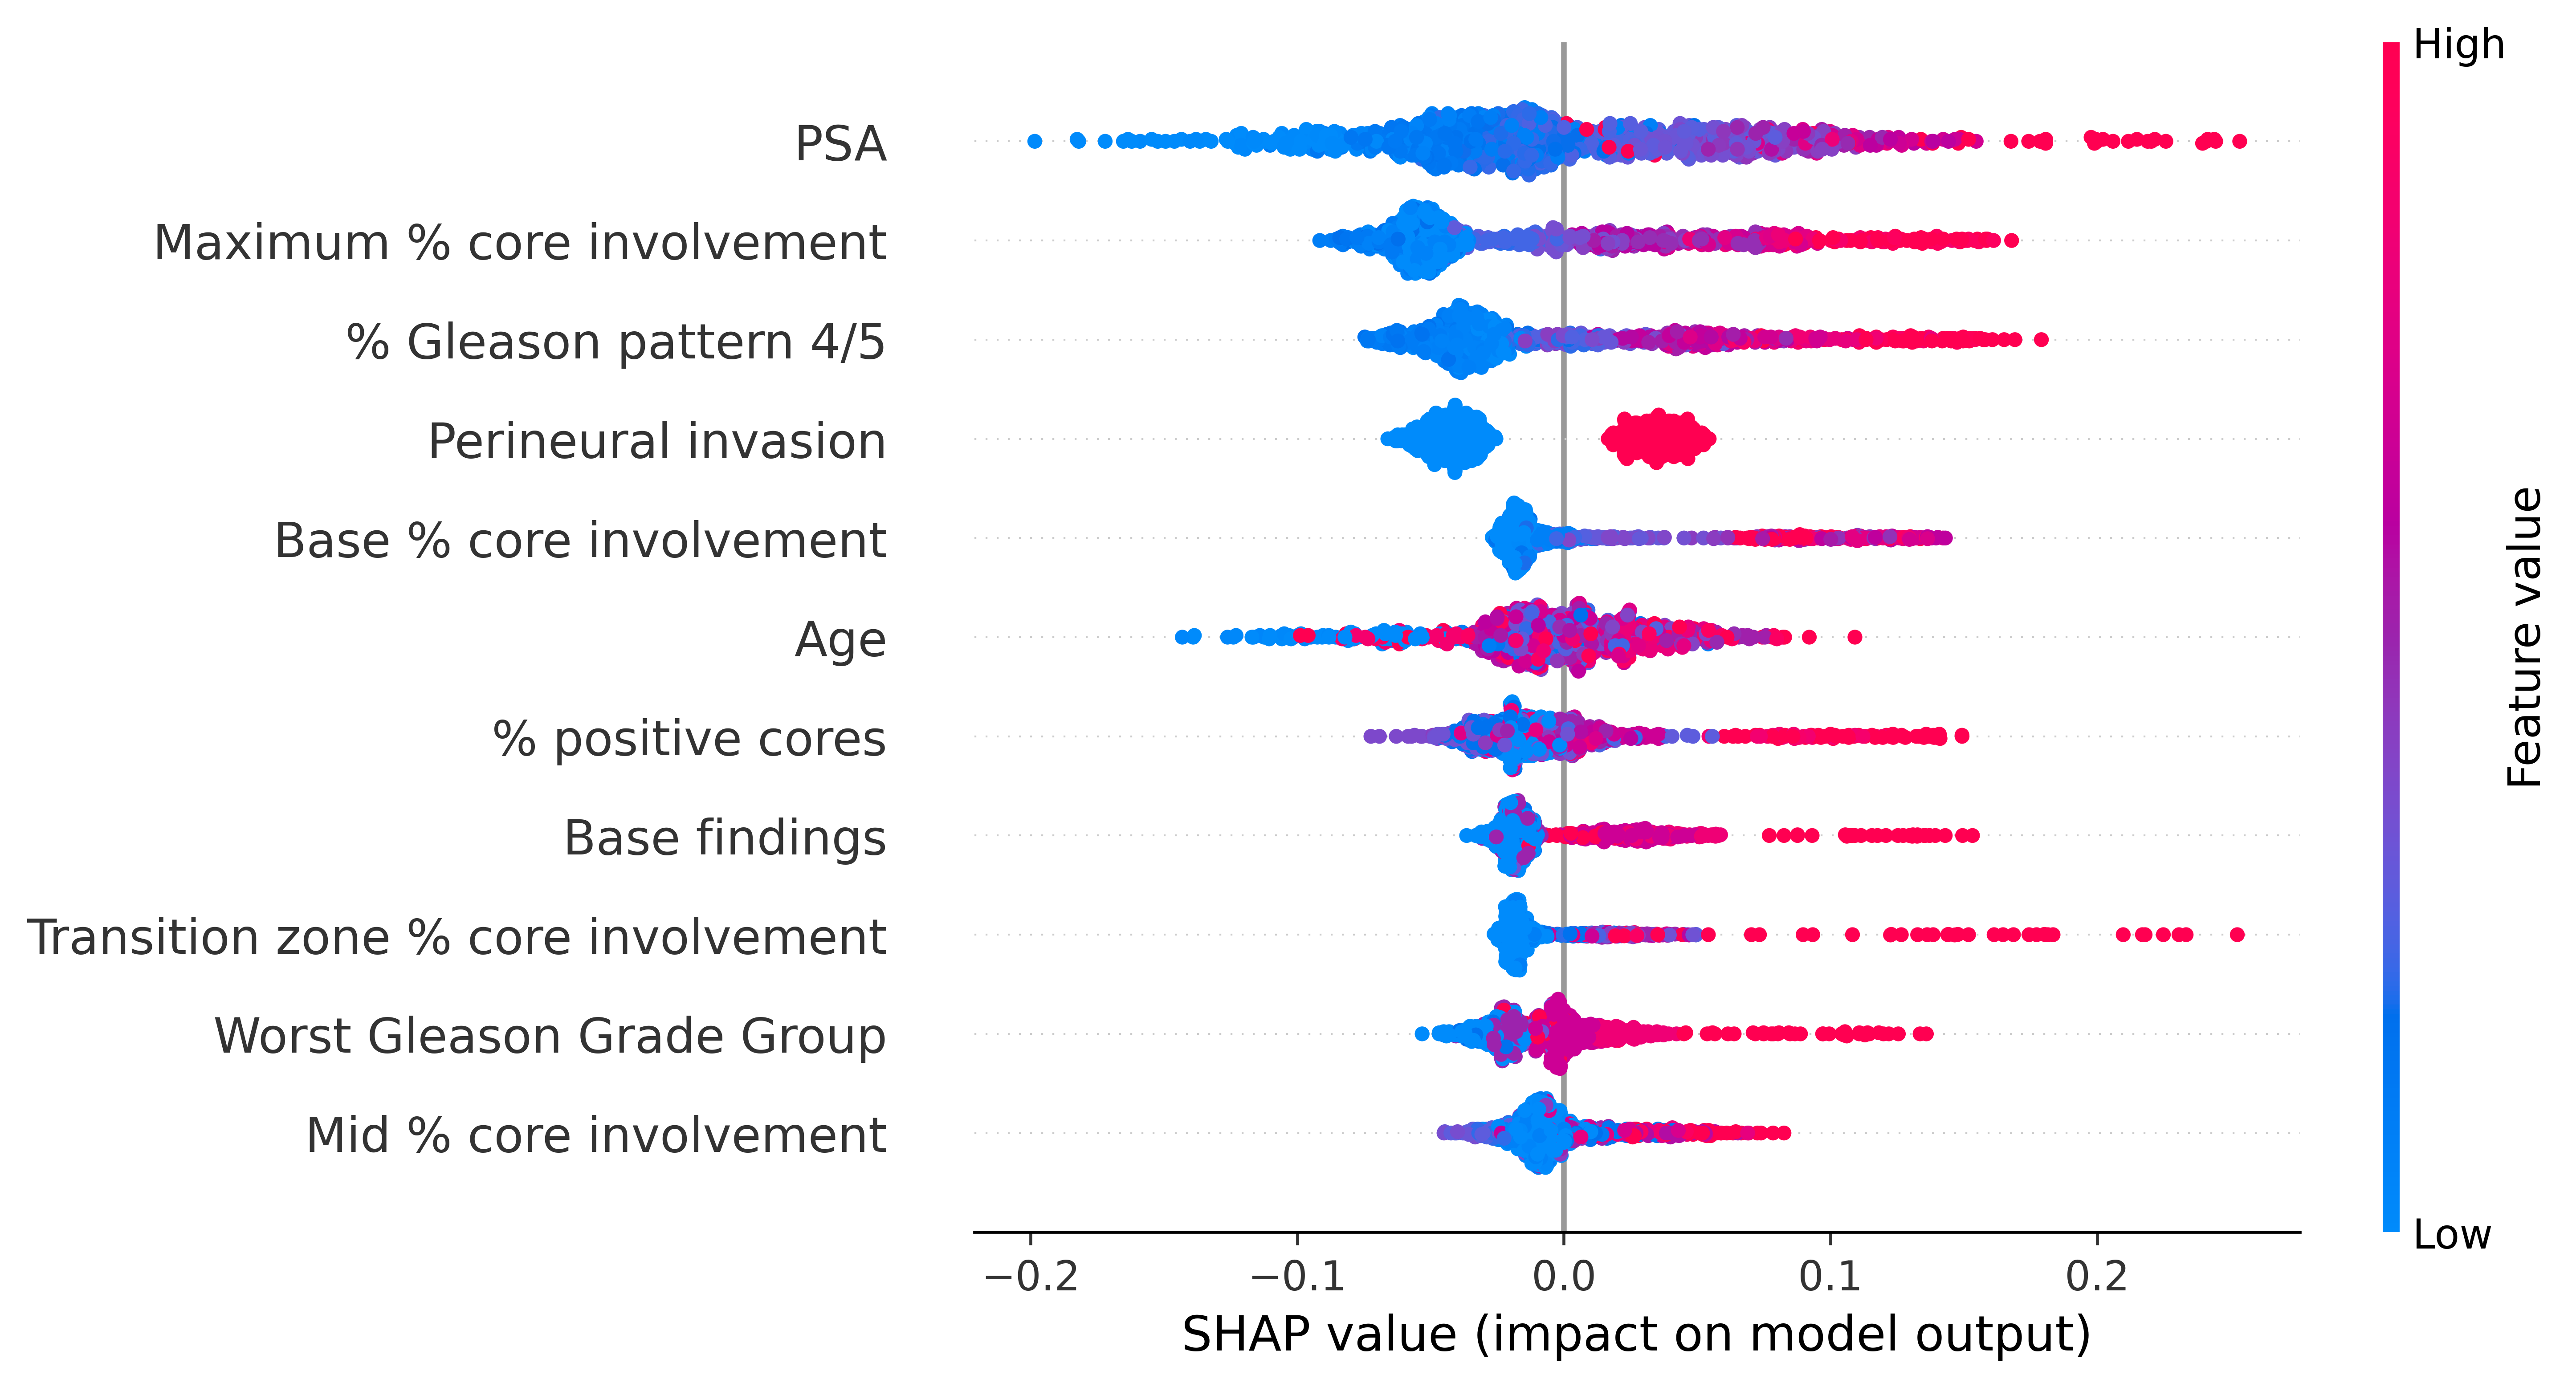 High
PSA
Maximum % core involvement
% Gleason pattern 4/5
Perineural invasion
Base % core involvement
Age
% positive cores
Base findings
Transition zone % core involvement
Worst Gleason Grade Group
Mid % core involvement
Feature value
Low
−0.2 −0.1 0.0 0.1 0.2
SHAP value (impact on model output)